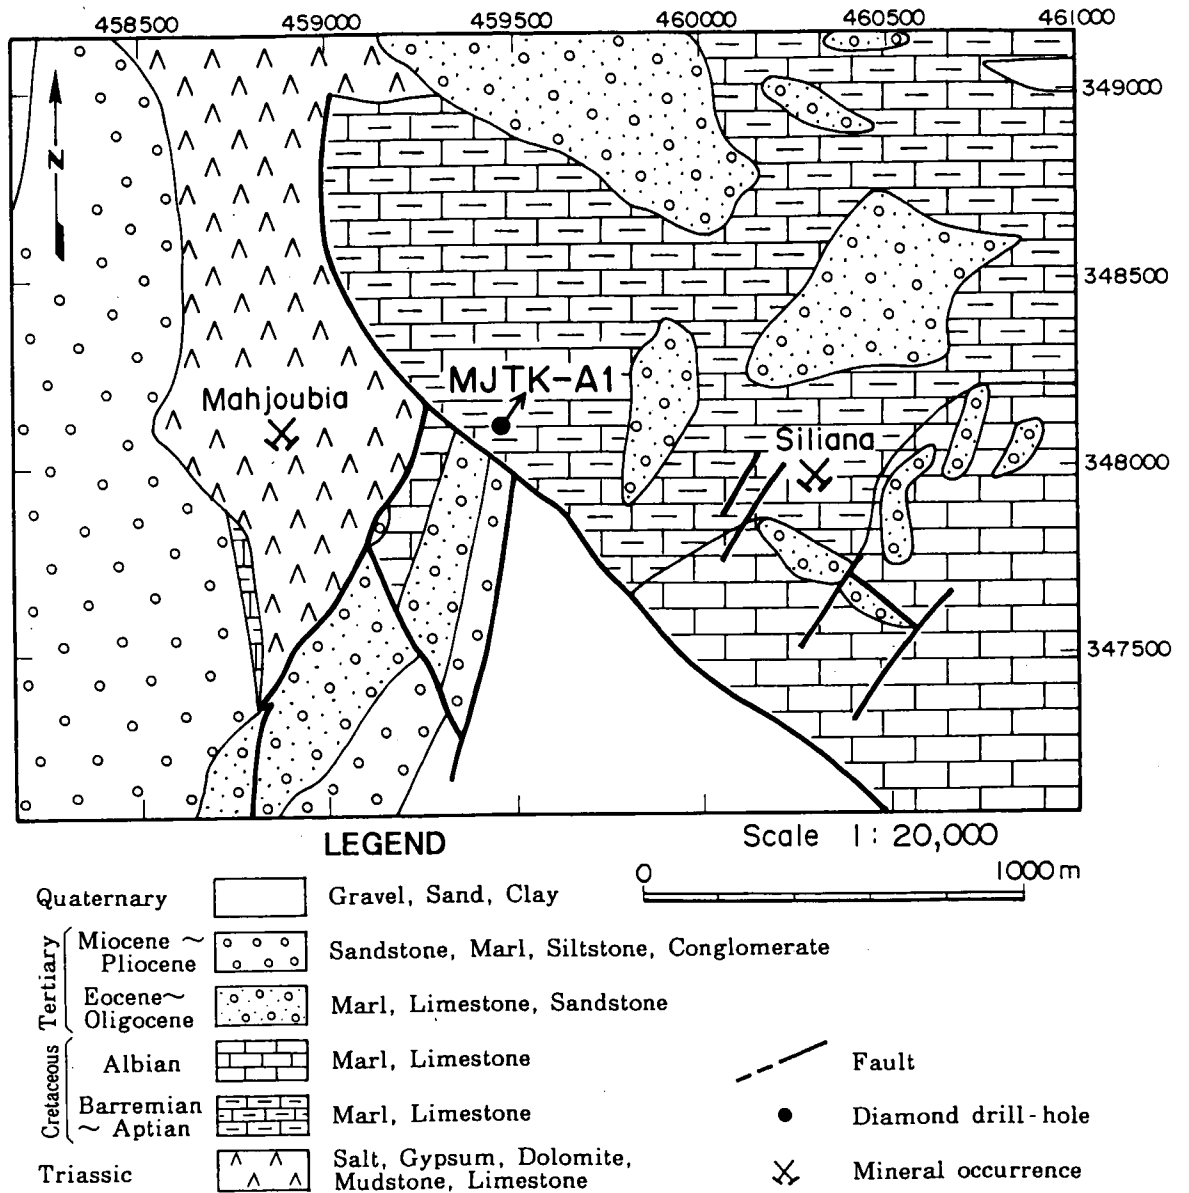 458500 459000 459500 460000 460500 461000
349000
N
348500
MJTK-A1
Mahjoubia
Siliana
348000
347500
LEGEND
Scale 1:20,000
0 1000m
Quaternary Gravel, Sand, Clay
Tertiary
Miocene ~ Pliocene Sandstone, Marl, Siltstone, Conglomerate
Eocene~ Oligocene Marl, Limestone, Sandstone
Cretaceous
Albian Marl, Limestone
Barremian ~ Aptian Marl, Limestone
Triassic Salt, Gypsum, Dolomite,
Mudstone, Limestone
Fault
Diamond drill-hole
Mineral occurrence